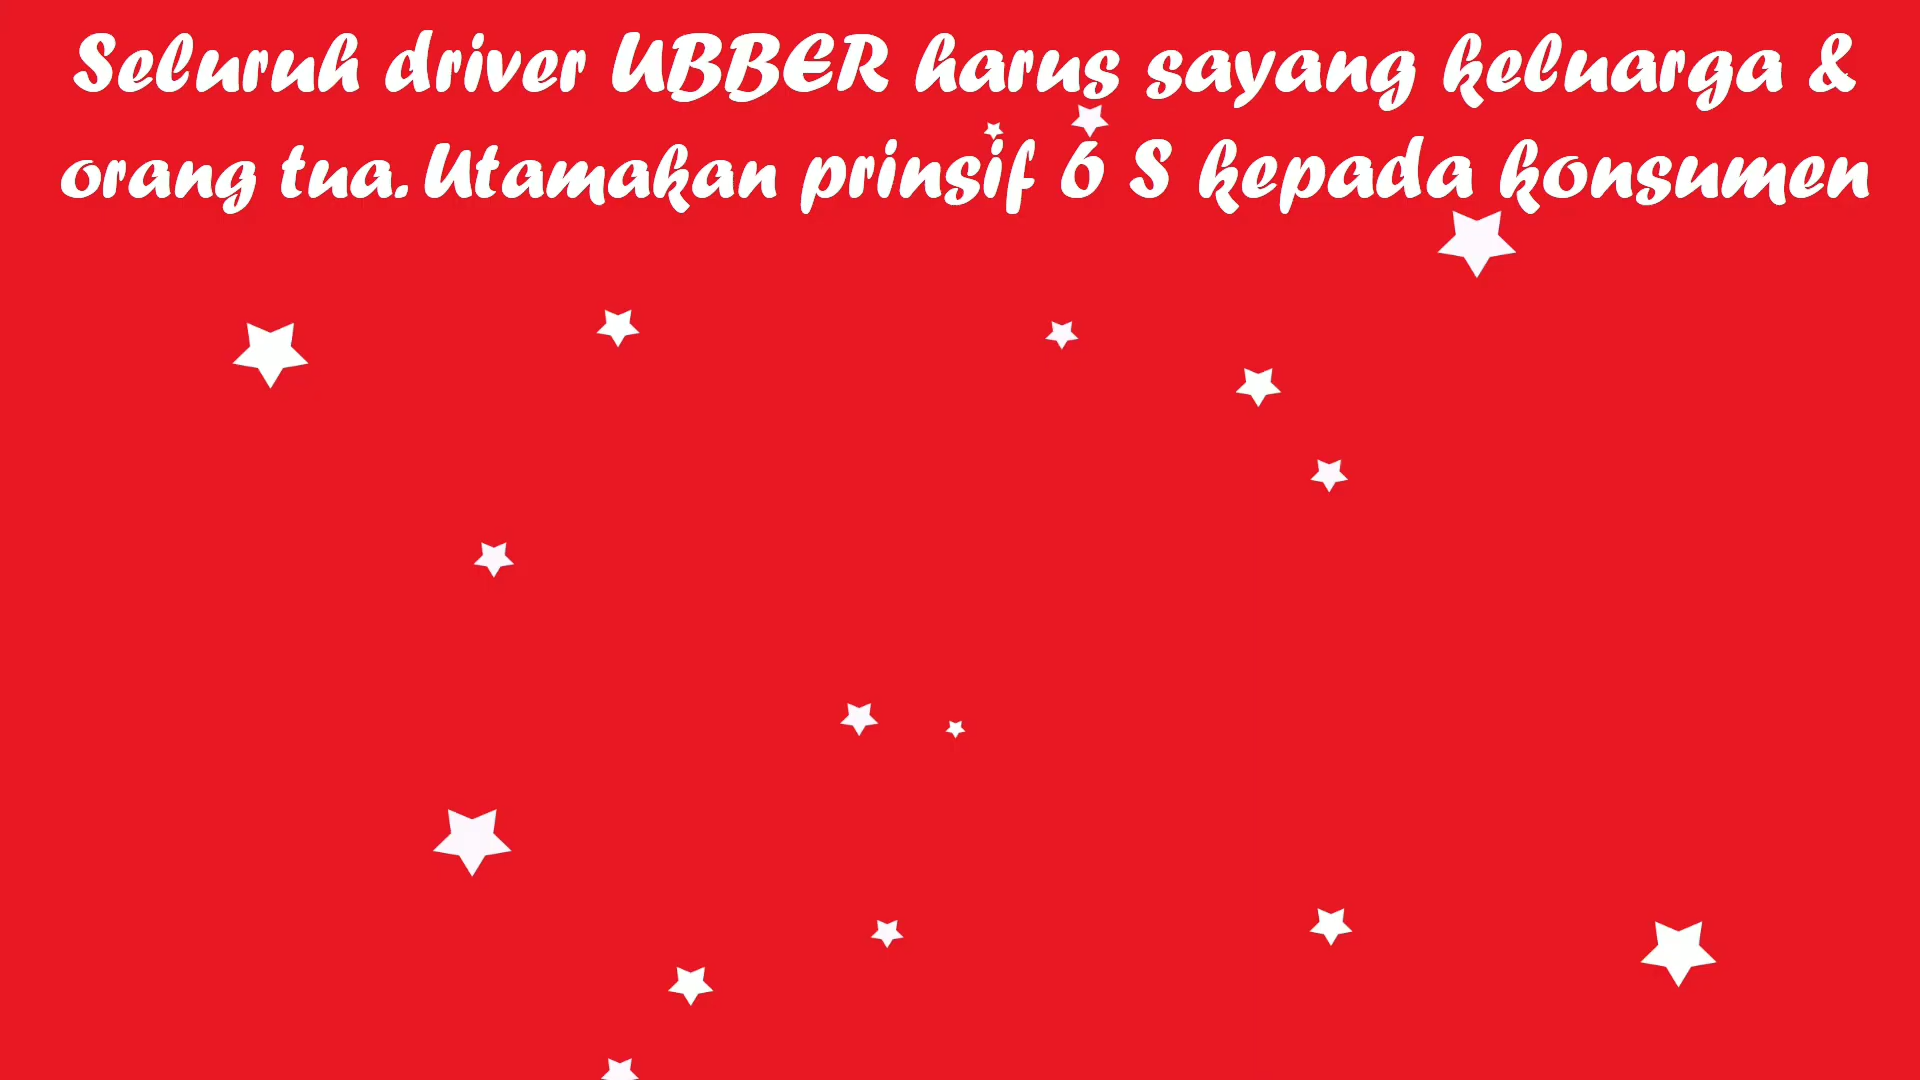 Seluruh driver UBBER harus sayang keluarga &
orang tua. Utamakan prinsif 6 S kepada konsumen